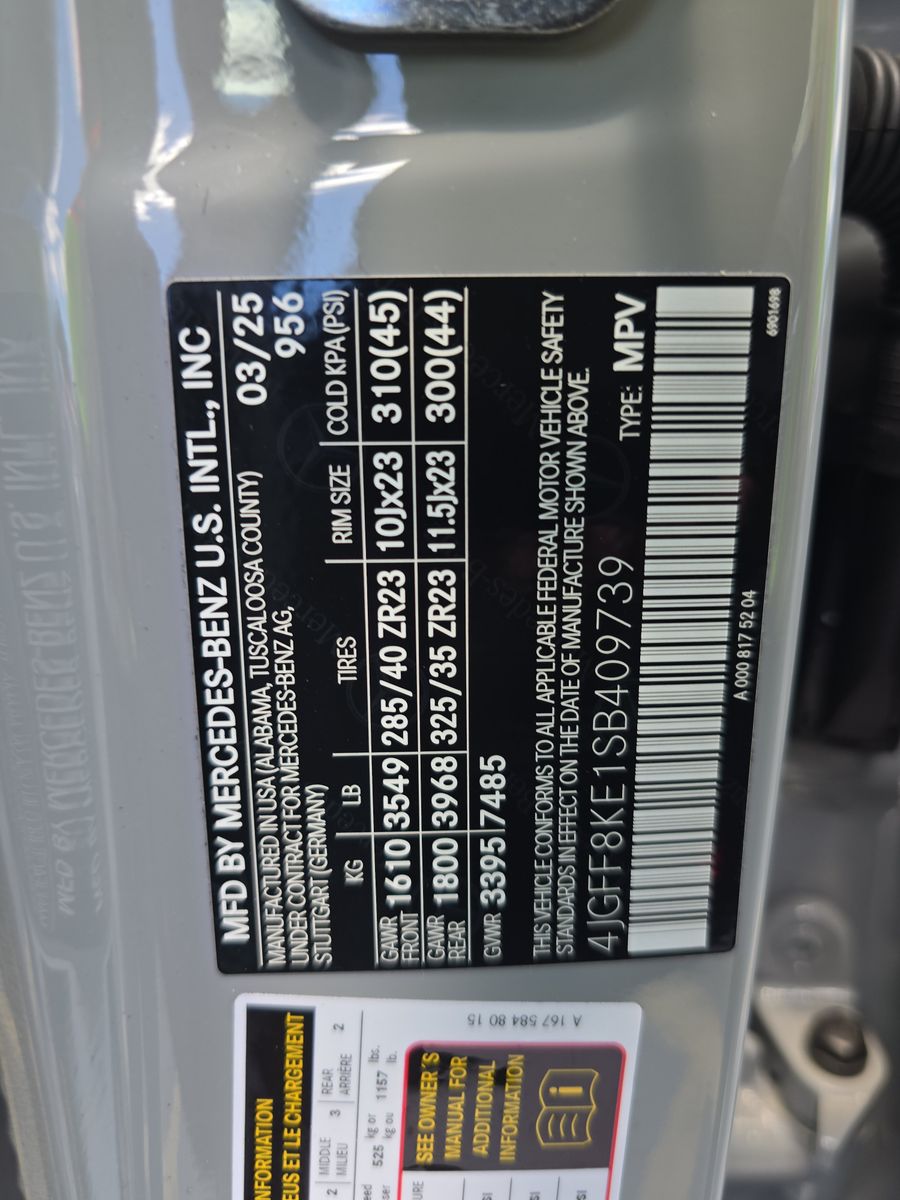 MFD BY MERCEDES-BENZ U.S. INTL., INC
MANUFACTURED IN USA (ALABAMA, TUSCALOOSA COUNTY) 03/25
UNDER CONTRACT FOR MERCEDES-BENZ AG, 956
STUTTGART (GERMANY)
KG LB TIRES RIM SIZE COLD KPA (PSI)
GAWR FRONT 1610 3549 285/40 ZR23 10Jx23 310(45)
GAWR REAR 1800 3968 325/35 ZR23 11.5Jx23 300(44)
GVWR 3395 7485
THIS VEHICLE CONFORMS TO ALL APPLICABLE FEDERAL MOTOR VEHICLE SAFETY
STANDARDS IN EFFECT ON THE DATE OF MANUFACTURE SHOWN ABOVE.
4JGFF8KE1SB409739 TYPE: MPV
A 000 817 52 04
6901698
NFORMATION
EUS ET LE CHARGEMENT
2 MIDDLE 3 REAR 2
MILIEU ARRIÈRE
525 kg or 1157 lbs.
kg ou lb.
SEE OWNER'S
MANUAL FOR
ADDITIONAL
INFORMATION
A 167 584 80 15